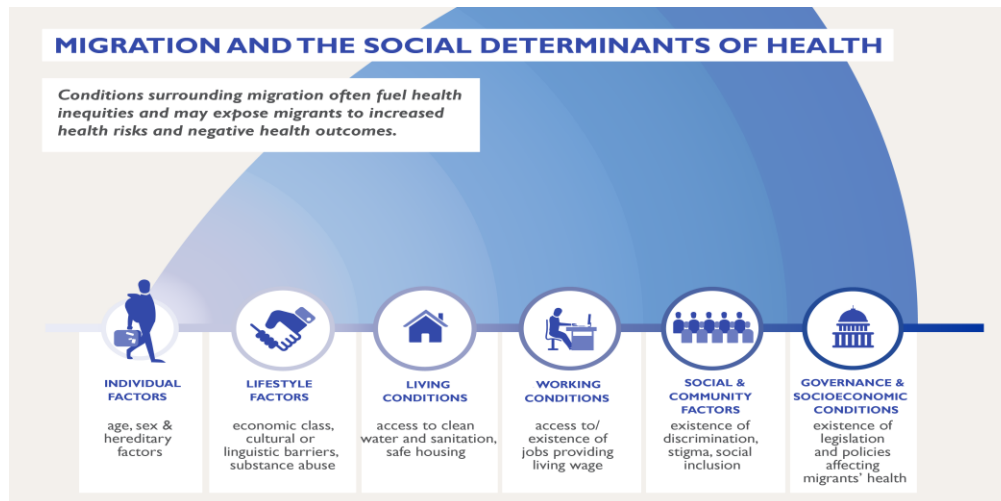 MIGRATION AND THE SOCIAL DETERMINANTS OF HEALTH
Conditions surrounding migration often fuel health
inequities and may expose migrants to increased
health risks and negative health outcomes.
INDIVIDUAL
FACTORS
age, sex &
hereditary
factors
LIFESTYLE
FACTORS
economic class,
cultural or
linguistic barriers,
substance abuse
LIVING
CONDITIONS
access to clean
water and sanitation,
safe housing
WORKING
CONDITIONS
access to/
existence of
jobs providing
living wage
SOCIAL &
COMMUNITY
FACTORS
existence of
discrimination,
stigma, social
inclusion
GOVERNANCE &
SOCIOECONOMIC
CONDITIONS
existence of
legislation
and policies
affecting
migrants' health